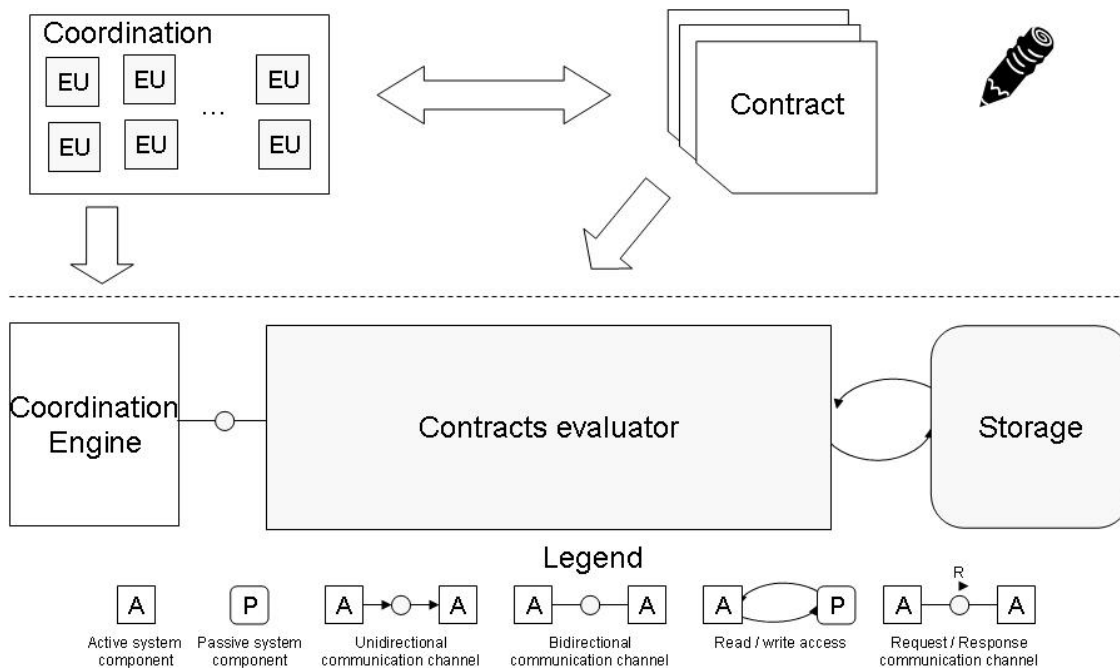 Coordination
EU EU EU
...
EU EU EU
Contract
Coordination
Engine
Contracts evaluator
Storage
Legend
A P A A A A A P A R A
Active system
component
Passive system
component
Unidirectional
communication channel
Bidirectional
communication channel
Read / write access
Request / Response
communication channel